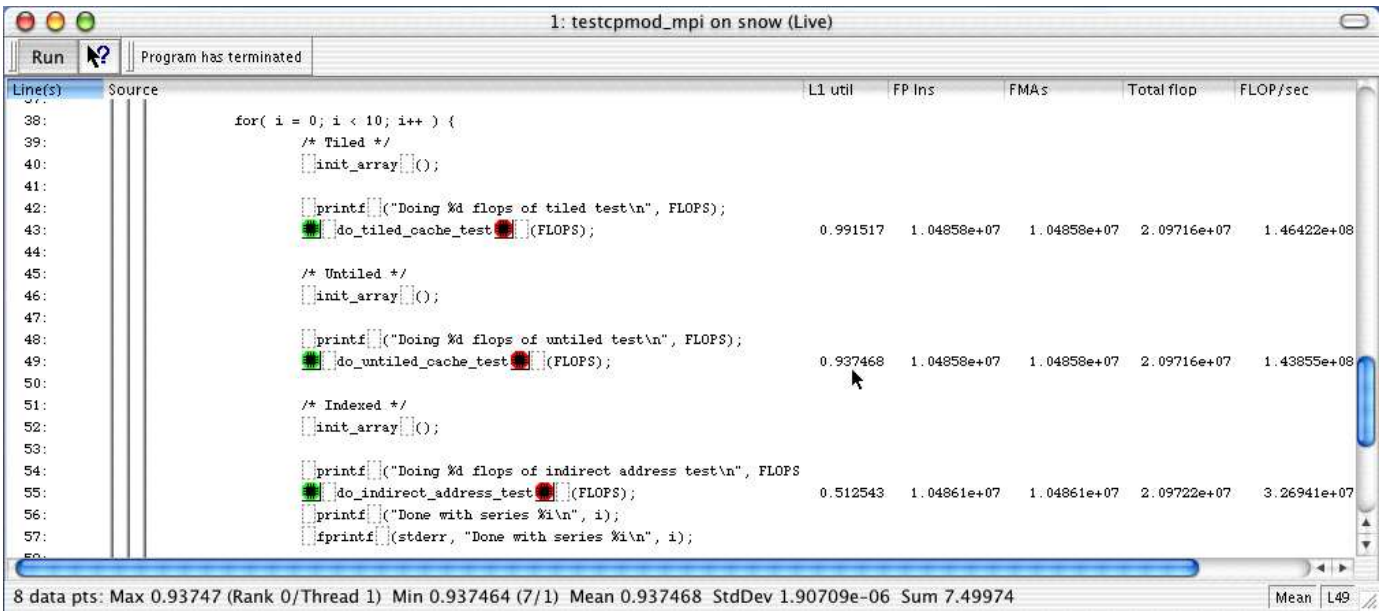 1: testcpmod_mpi on snow (Live)
Run ? Program has terminated
Line(s) Source L1 util FP Ins FMAs Total flop FLOP/sec
37:
38: for( i = 0; i < 10; i++ ) {
39: /* Tiled */
40: init_array ();
41:
42: printf ("Doing %d flops of tiled test\n", FLOPS);
43: do_tiled_cache_test (FLOPS); 0.991517 1.04858e+07 1.04858e+07 2.09716e+07 1.46422e+08
44:
45: /* Untiled */
46: init_array ();
47:
48: printf ("Doing %d flops of untiled test\n", FLOPS);
49: do_untiled_cache_test (FLOPS); 0.937468 1.04858e+07 1.04858e+07 2.09716e+07 1.43855e+08
50:
51: /* Indexed */
52: init_array ();
53:
54: printf ("Doing %d flops of indirect address test\n", FLOPS
55: do_indirect_address_test (FLOPS); 0.512543 1.04861e+07 1.04861e+07 2.09722e+07 3.26941e+07
56: printf ("Done with series %i\n", i);
57: fprintf (stderr, "Done with series %i\n", i);
8 data pts: Max 0.93747 (Rank 0/Thread 1) Min 0.937464 (7/1) Mean 0.937468 StdDev 1.90709e-06 Sum 7.49974 Mean L49